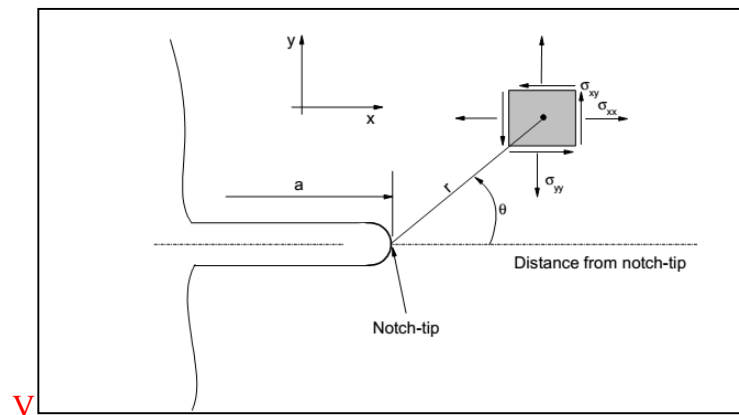 y
x
σxy
σxx
σyy
a
r
θ
Distance from notch-tip
Notch-tip
V